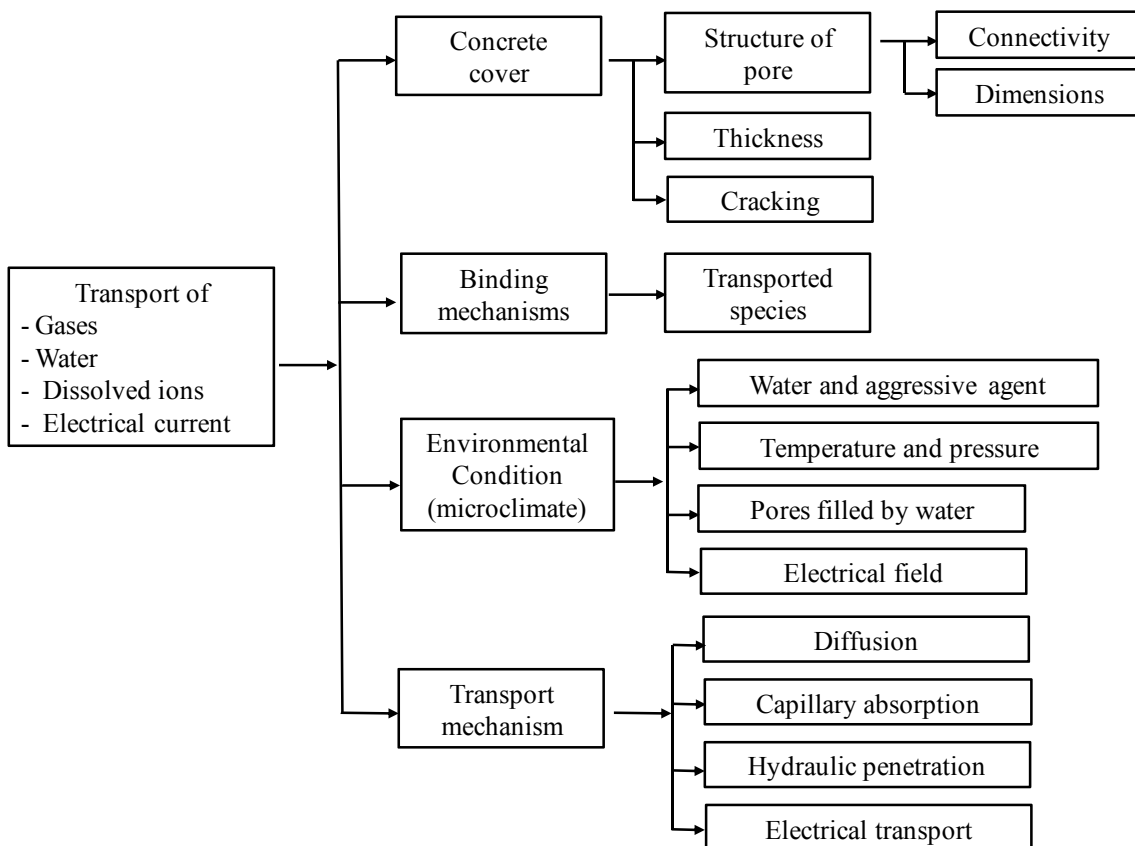 Transport of
- Gases
- Water
- Dissolved ions
- Electrical current
Concrete
cover
Structure of
pore
Connectivity
Dimensions
Thickness
Cracking
Binding
mechanisms
Transported
species
Environmental
Condition
(microclimate)
Water and aggressive agent
Temperature and pressure
Pores filled by water
Electrical field
Transport
mechanism
Diffusion
Capillary absorption
Hydraulic penetration
Electrical transport